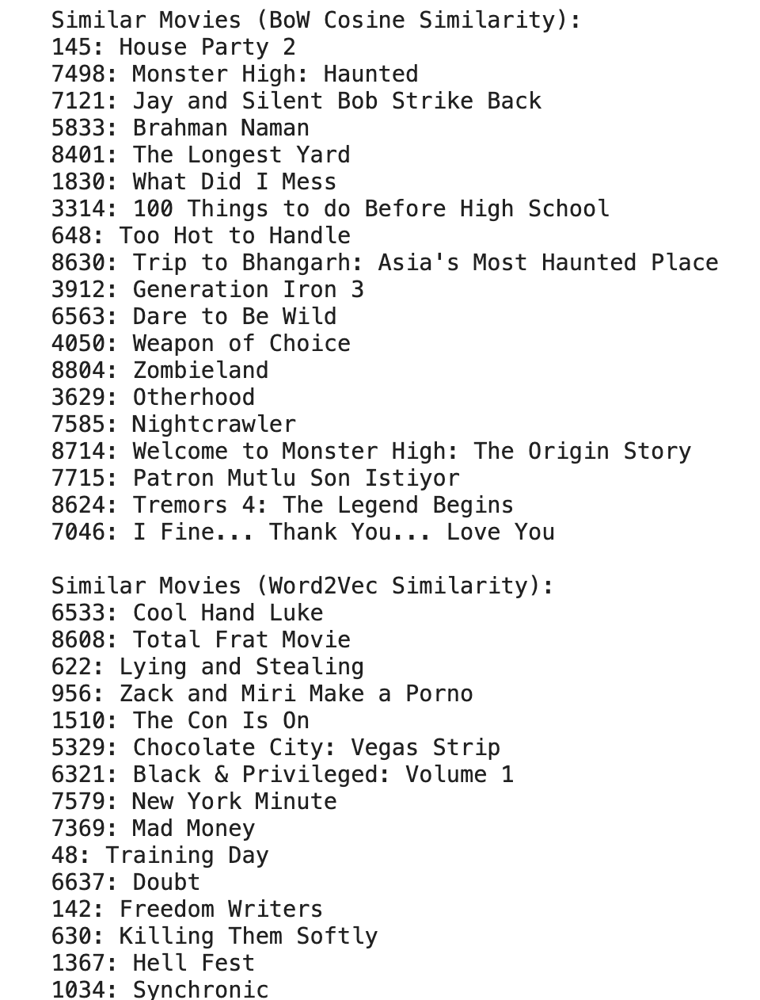 Similar Movies (BoW Cosine Similarity):
145: House Party 2
7498: Monster High: Haunted
7121: Jay and Silent Bob Strike Back
5833: Brahman Naman
8401: The Longest Yard
1830: What Did I Mess
3314: 100 Things to do Before High School
648: Too Hot to Handle
8630: Trip to Bhangarh: Asia's Most Haunted Place
3912: Generation Iron 3
6563: Dare to Be Wild
4050: Weapon of Choice
8804: Zombieland
3629: Otherhood
7585: Nightcrawler
8714: Welcome to Monster High: The Origin Story
7715: Patron Mutlu Son Istiyor
8624: Tremors 4: The Legend Begins
7046: I Fine... Thank You... Love You
Similar Movies (Word2Vec Similarity):
6533: Cool Hand Luke
8608: Total Frat Movie
622: Lying and Stealing
956: Zack and Miri Make a Porno
1510: The Con Is On
5329: Chocolate City: Vegas Strip
6321: Black & Privileged: Volume 1
7579: New York Minute
7369: Mad Money
48: Training Day
6637: Doubt
142: Freedom Writers
630: Killing Them Softly
1367: Hell Fest
1034: Synchronic